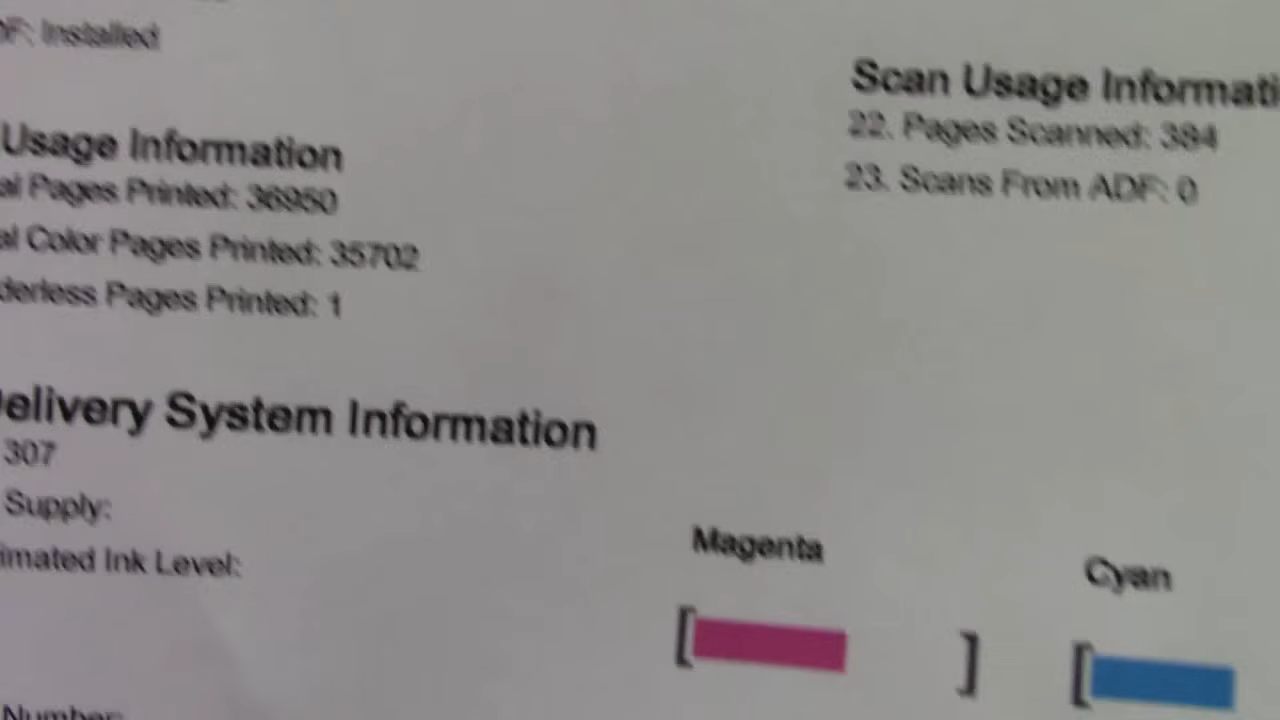 F: Installed
Usage Information
al Pages Printed: 36950
al Color Pages Printed: 35702
derless Pages Printed: 1
Scan Usage Informati
22. Pages Scanned: 384
23. Scans From ADF: 0
elivery System Information
307
Supply:
imated Ink Level:
Magenta
Cyan
[ ]
[
Number: